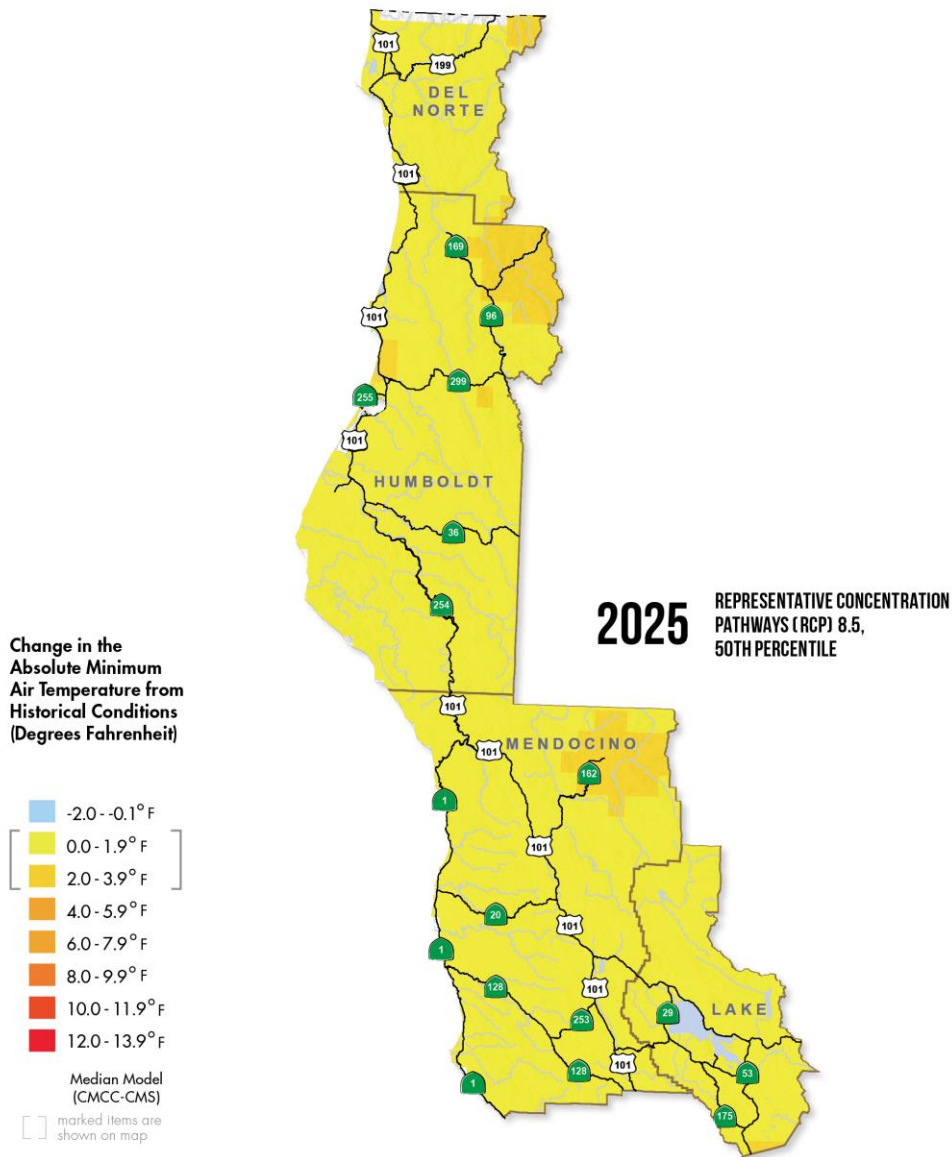 101
199
DEL
NORTE
101
169
101
96
299
255
101
HUMBOLDT
36
254
2025
REPRESENTATIVE CONCENTRATION
PATHWAYS (RCP) 8.5,
50TH PERCENTILE
Change in the
Absolute Minimum
Air Temperature from
Historical Conditions
(Degrees Fahrenheit)
101
101
MENDOCINO
162
1
101
-2.0 - -0.1° F
0.0 - 1.9° F
2.0 - 3.9° F
4.0 - 5.9° F
6.0 - 7.9° F
8.0 - 9.9° F
10.0 - 11.9° F
12.0 - 13.9° F
Median Model
(CMCC-CMS)
[ ] marked items are
shown on map
20
101
1
128
101
29
LAKE
253
101
128
53
1
175